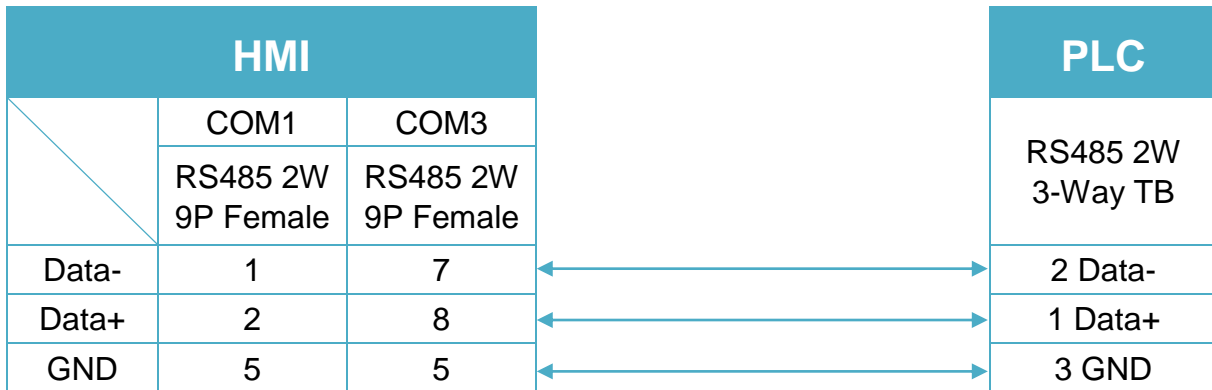 HMI
PLC
COM1 COM3
RS485 2W
9P Female
RS485 2W
9P Female
RS485 2W
3-Way TB
Data- 1 7 2 Data-
Data+ 2 8 1 Data+
GND 5 5 3 GND